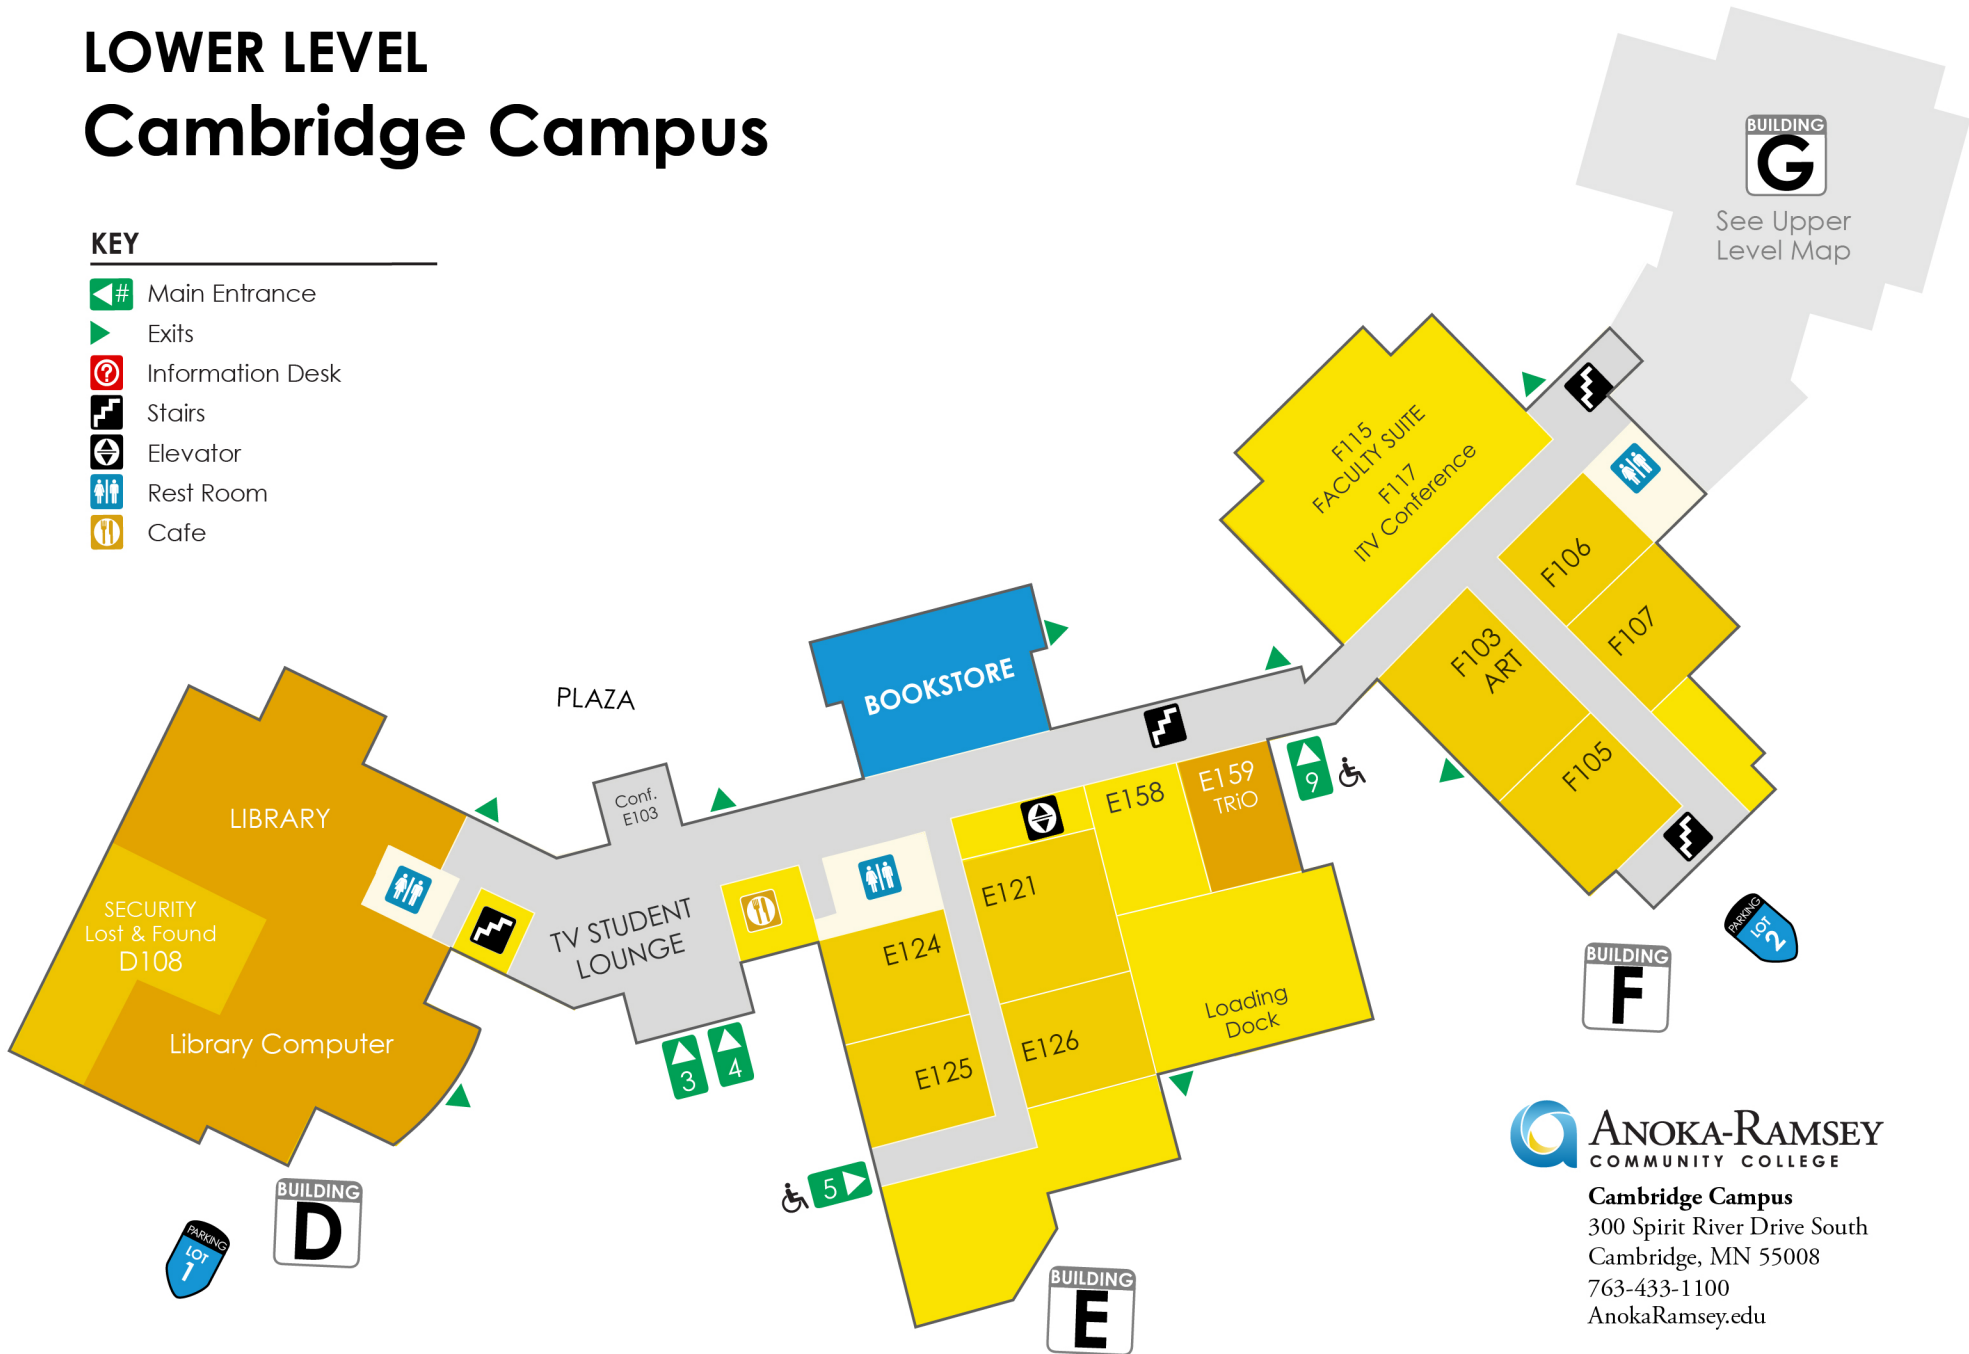 LOWER LEVEL
Cambridge Campus
KEY
#
Main Entrance
Exits
?
Information Desk
Stairs
Elevator
Rest Room
Cafe
BUILDING
G
See Upper
Level Map
F115
FACULTY SUITE
F117
ITV Conference
F106
F107
F103
ART
F105
BOOKSTORE
PLAZA
Conf.
E103
LIBRARY
SECURITY
Lost & Found
D108
Library Computer
TV STUDENT
LOUNGE
E124
E125
E121
E126
E158
E159
TRiO
Loading
Dock
9
3
4
5
PARKING
LOT
2
BUILDING
F
BUILDING
D
PARKING
LOT
1
BUILDING
E
ANOKA-RAMSEY
COMMUNITY COLLEGE
Cambridge Campus
300 Spirit River Drive South
Cambridge, MN 55008
763-433-1100
AnokaRamsey.edu